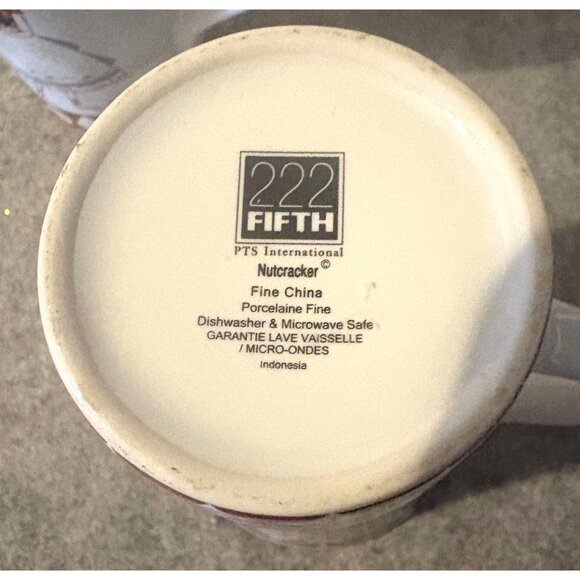 222
FIFTH
PTS International
Nutcracker©
Fine China
Porcelaine Fine
Dishwasher & Microwave Safe
GARANTIE LAVE VAISSELLE
/ MICRO-ONDES
Indonesia